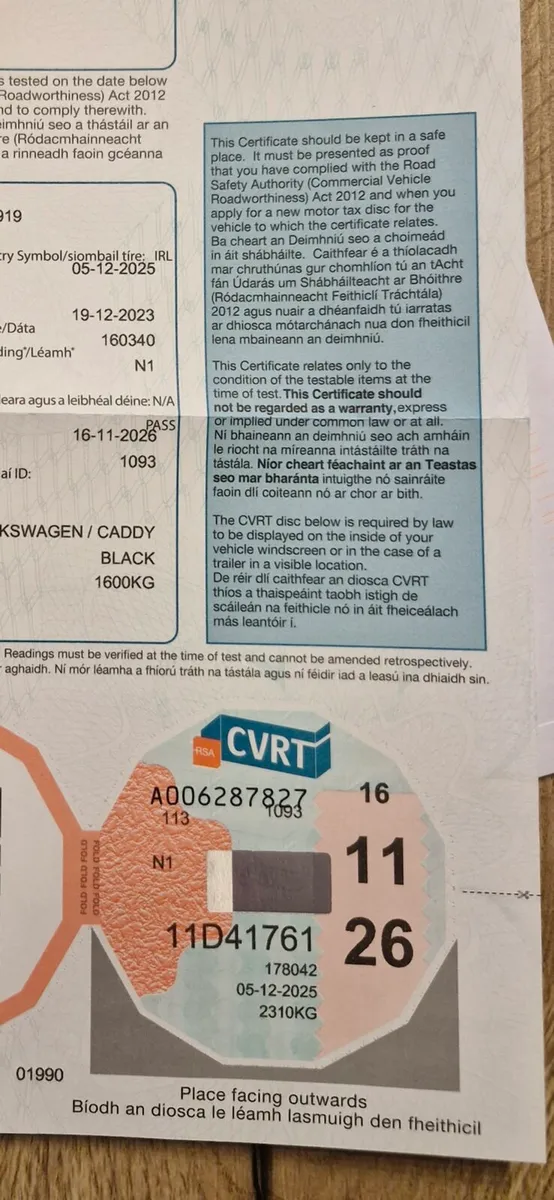 s tested on the date below
Roadworthiness) Act 2012
nd to comply therewith.
eimhniú seo a thástáil ar an
re (Ródacmhainneacht
a rinneadh faoin gcéanna
919
try Symbol/siombail tíre: IRL
05-12-2025
19-12-2023
e/Dáta
160340
ding*/Léamh*
N1
leara agus a leibhéal déine: N/A
PASS
16-11-2026
1093
aí ID:
KSWAGEN / CADDY
BLACK
1600KG
This Certificate should be kept in a safe
place. It must be presented as proof
that you have complied with the Road
Safety Authority (Commercial Vehicle
Roadworthiness) Act 2012 and when you
apply for a new motor tax disc for the
vehicle to which the certificate relates.
Ba cheart an Deimhniú seo a choimeád
in áit shábháilte. Caithfear é a thíolacadh
mar chruthúnas gur chomhlíon tú an tAcht
fán Údarás um Shábháilteacht ar Bhóithre
(Ródacmhainneacht Feithiclí Tráchtála)
2012 agus nuair a dhéanfaidh tú iarratas
ar dhiosca mótarchánach nua don fheithicil
lena mbaineann an deimhniú.
This Certificate relates only to the
condition of the testable items at the
time of test. This Certificate should
not be regarded as a warranty, express
or implied under common law or at all.
Ní bhaineann an deimhniú seo ach amháin
le riocht na míreanna intástáilte tráth na
tástála. Níor cheart féachaint ar an Teastas
seo mar bharánta intuigthe nó sainráite
faoin dlí coiteann nó ar chor ar bith.
The CVRT disc below is required by law
to be displayed on the inside of your
vehicle windscreen or in the case of a
trailer in a visible location.
De réir dlí caithfear an diosca CVRT
thíos a thaispeáint taobh istigh de
scáileán na feithicle nó in áit fheiceálach
más leantóir í.
Readings must be verified at the time of test and cannot be amended retrospectively.
r aghaidh. Ní mór léamha a fhíorú tráth na tástála agus ní féidir iad a leasú ina dhiaidh sin.
RSA CVRT
A006287827
1093
113
16
N1
11
11D41761
26
178042
05-12-2025
2310KG
FOLD FOLD FOLD
FOLD FOLD FOLD
01990
Place facing outwards
Bíodh an diosca le léamh lasmuigh den fheithicil